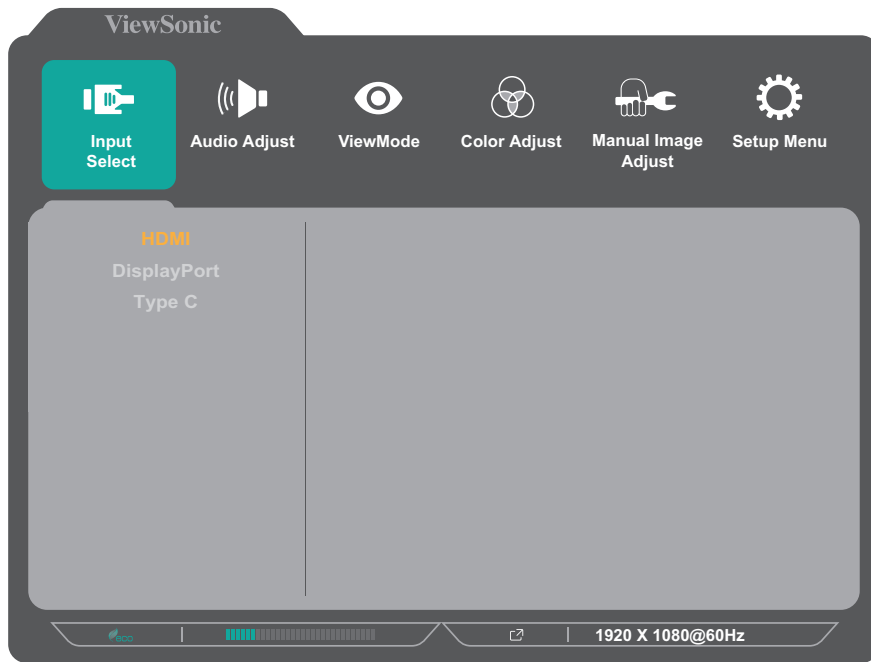 ViewSonic
Input
Select
Audio Adjust
ViewMode
Color Adjust
Manual Image
Adjust
Setup Menu
HDMI
DisplayPort
Type C
eco
1920 X 1080@60Hz